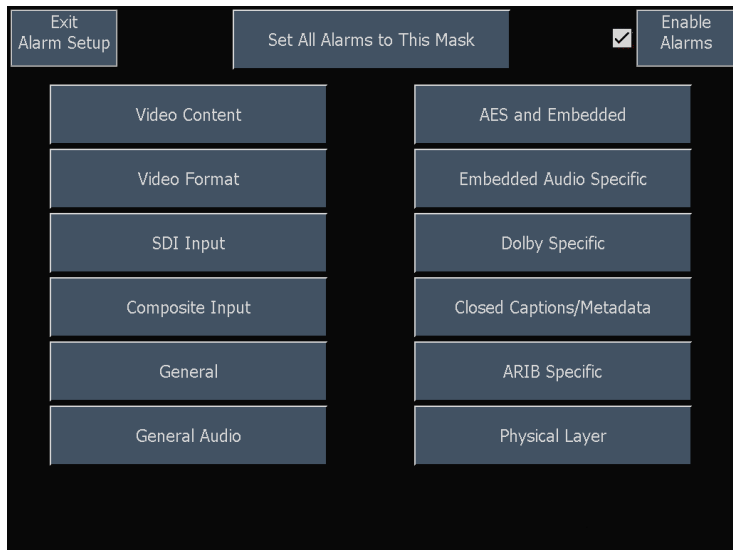 Exit
Alarm Setup
Set All Alarms to This Mask
Enable
Alarms
Video Content
AES and Embedded
Video Format
Embedded Audio Specific
SDI Input
Dolby Specific
Composite Input
Closed Captions/Metadata
General
ARIB Specific
General Audio
Physical Layer